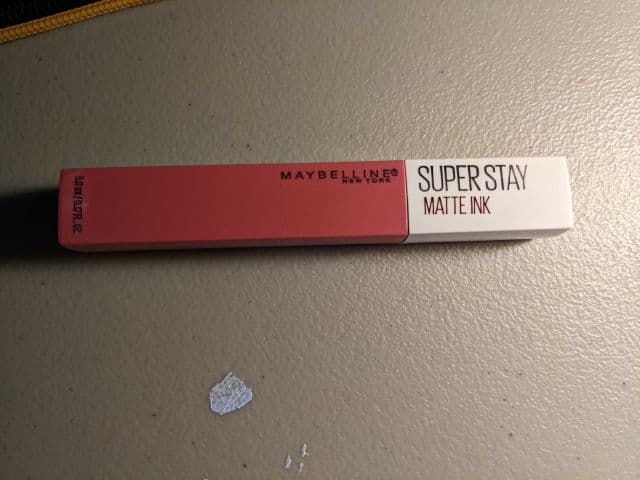 MAYBELLINE®
NEW YORK
SUPER STAY
MATTE INK
5.0 ml/0.17 FL. OZ.